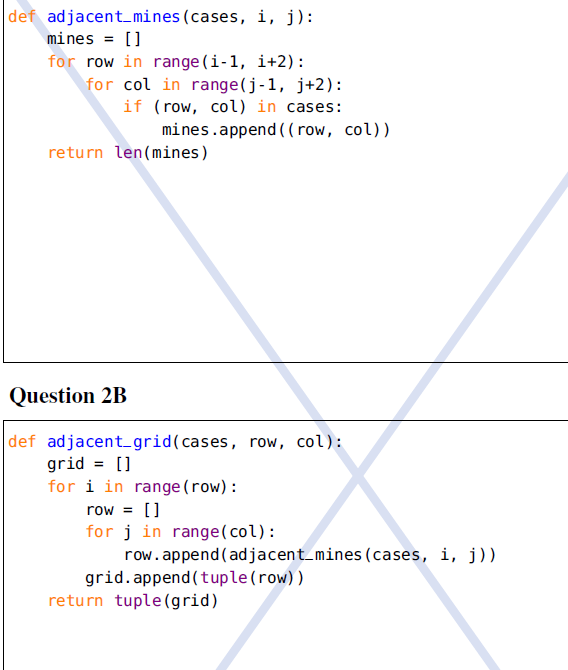 def adjacent_mines(cases, i, j):
    mines = []
    for row in range(i-1, i+2):
        for col in range(j-1, j+2):
            if (row, col) in cases:
                mines.append((row, col))
    return len(mines)
Question 2B
def adjacent_grid(cases, row, col):
    grid = []
    for i in range(row):
        row = []
        for j in range(col):
            row.append(adjacent_mines(cases, i, j))
        grid.append(tuple(row))
    return tuple(grid)